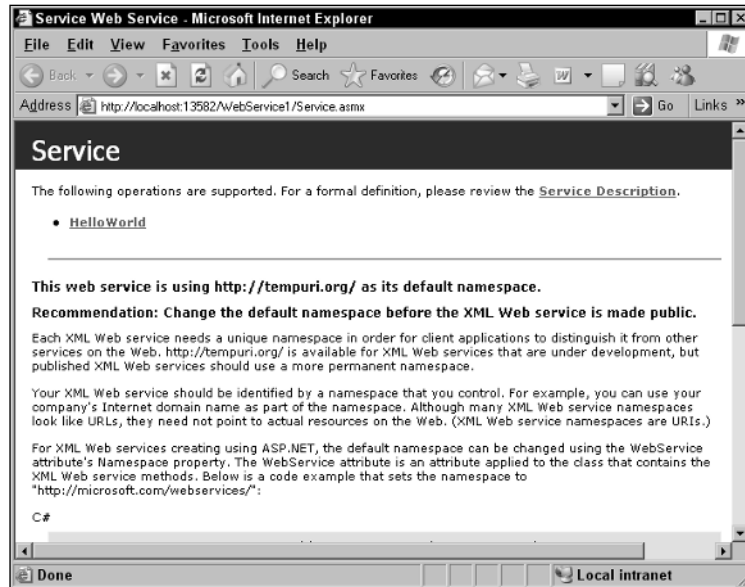 Service Web Service - Microsoft Internet Explorer
File Edit View Favorites Tools Help
Back Search Favorites
Address http://localhost:13582/WebService1/Service.asmx Go Links »
Service
The following operations are supported. For a formal definition, please review the Service Description.
• HelloWorld
This web service is using http://tempuri.org/ as its default namespace.
Recommendation: Change the default namespace before the XML Web service is made public.
Each XML Web service needs a unique namespace in order for client applications to distinguish it from other
services on the Web. http://tempuri.org/ is available for XML Web services that are under development, but
published XML Web services should use a more permanent namespace.
Your XML Web service should be identified by a namespace that you control. For example, you can use your
company's Internet domain name as part of the namespace. Although many XML Web service namespaces
look like URLs, they need not point to actual resources on the Web. (XML Web service namespaces are URIs.)
For XML Web services creating using ASP.NET, the default namespace can be changed using the WebService
attribute's Namespace property. The WebService attribute is an attribute applied to the class that contains the
XML Web service methods. Below is a code example that sets the namespace to
"http://microsoft.com/webservices/":
C#
Done Local intranet